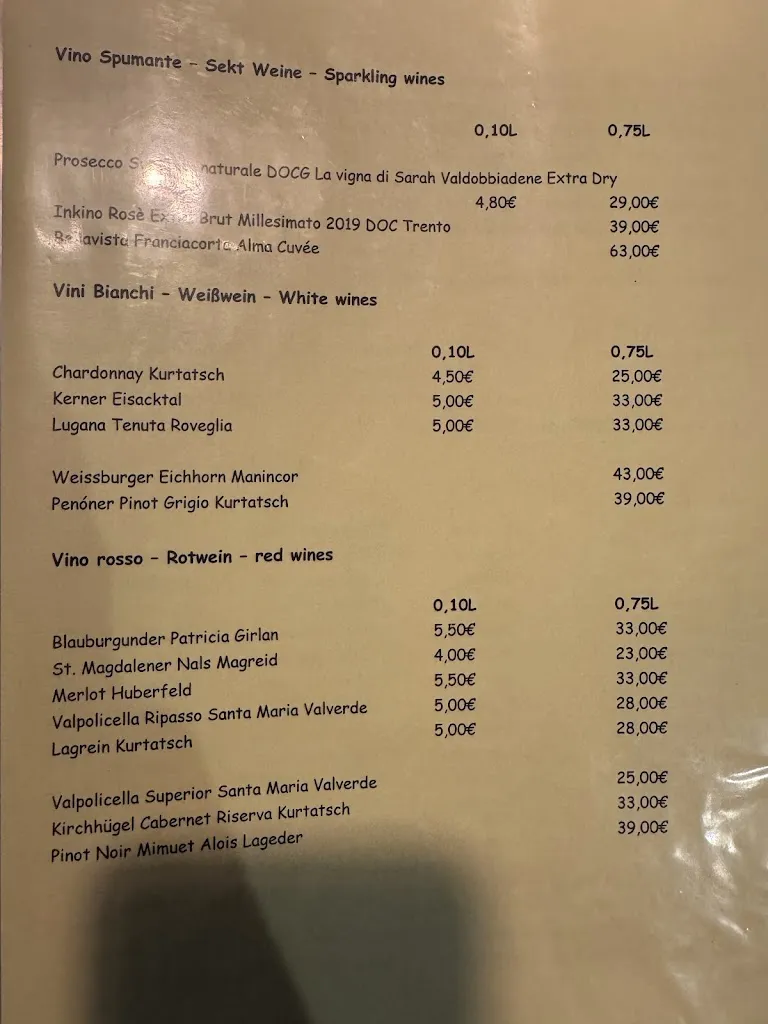 Vino Spumante - Sekt Weine - Sparkling wines
0,10L 0,75L
Prosecco naturale DOCG La vigna di Sarah Valdobbiadene Extra Dry
4,80€ 29,00€
Inkino Rosè Brut Millesimato 2019 DOC Trento 39,00€
Franciacorta Alma Cuvée 63,00€
Vini Bianchi - Weißwein - White wines
0,10L 0,75L
Chardonnay Kurtatsch 4,50€ 25,00€
Kerner Eisacktal 5,00€ 33,00€
Lugana Tenuta Roveglia 5,00€ 33,00€
Weissburger Eichhorn Manincor 43,00€
Penóner Pinot Grigio Kurtatsch 39,00€
Vino rosso - Rotwein - red wines
0,10L 0,75L
Blauburgunder Patricia Girlan 5,50€ 33,00€
St. Magdalener Nals Magreid 4,00€ 23,00€
Merlot Huberfeld 5,50€ 33,00€
Valpolicella Ripasso Santa Maria Valverde 5,00€ 28,00€
Lagrein Kurtatsch 5,00€ 28,00€
Valpolicella Superior Santa Maria Valverde 25,00€
Kirchhügel Cabernet Riserva Kurtatsch 33,00€
Pinot Noir Mimuet Alois Lageder 39,00€